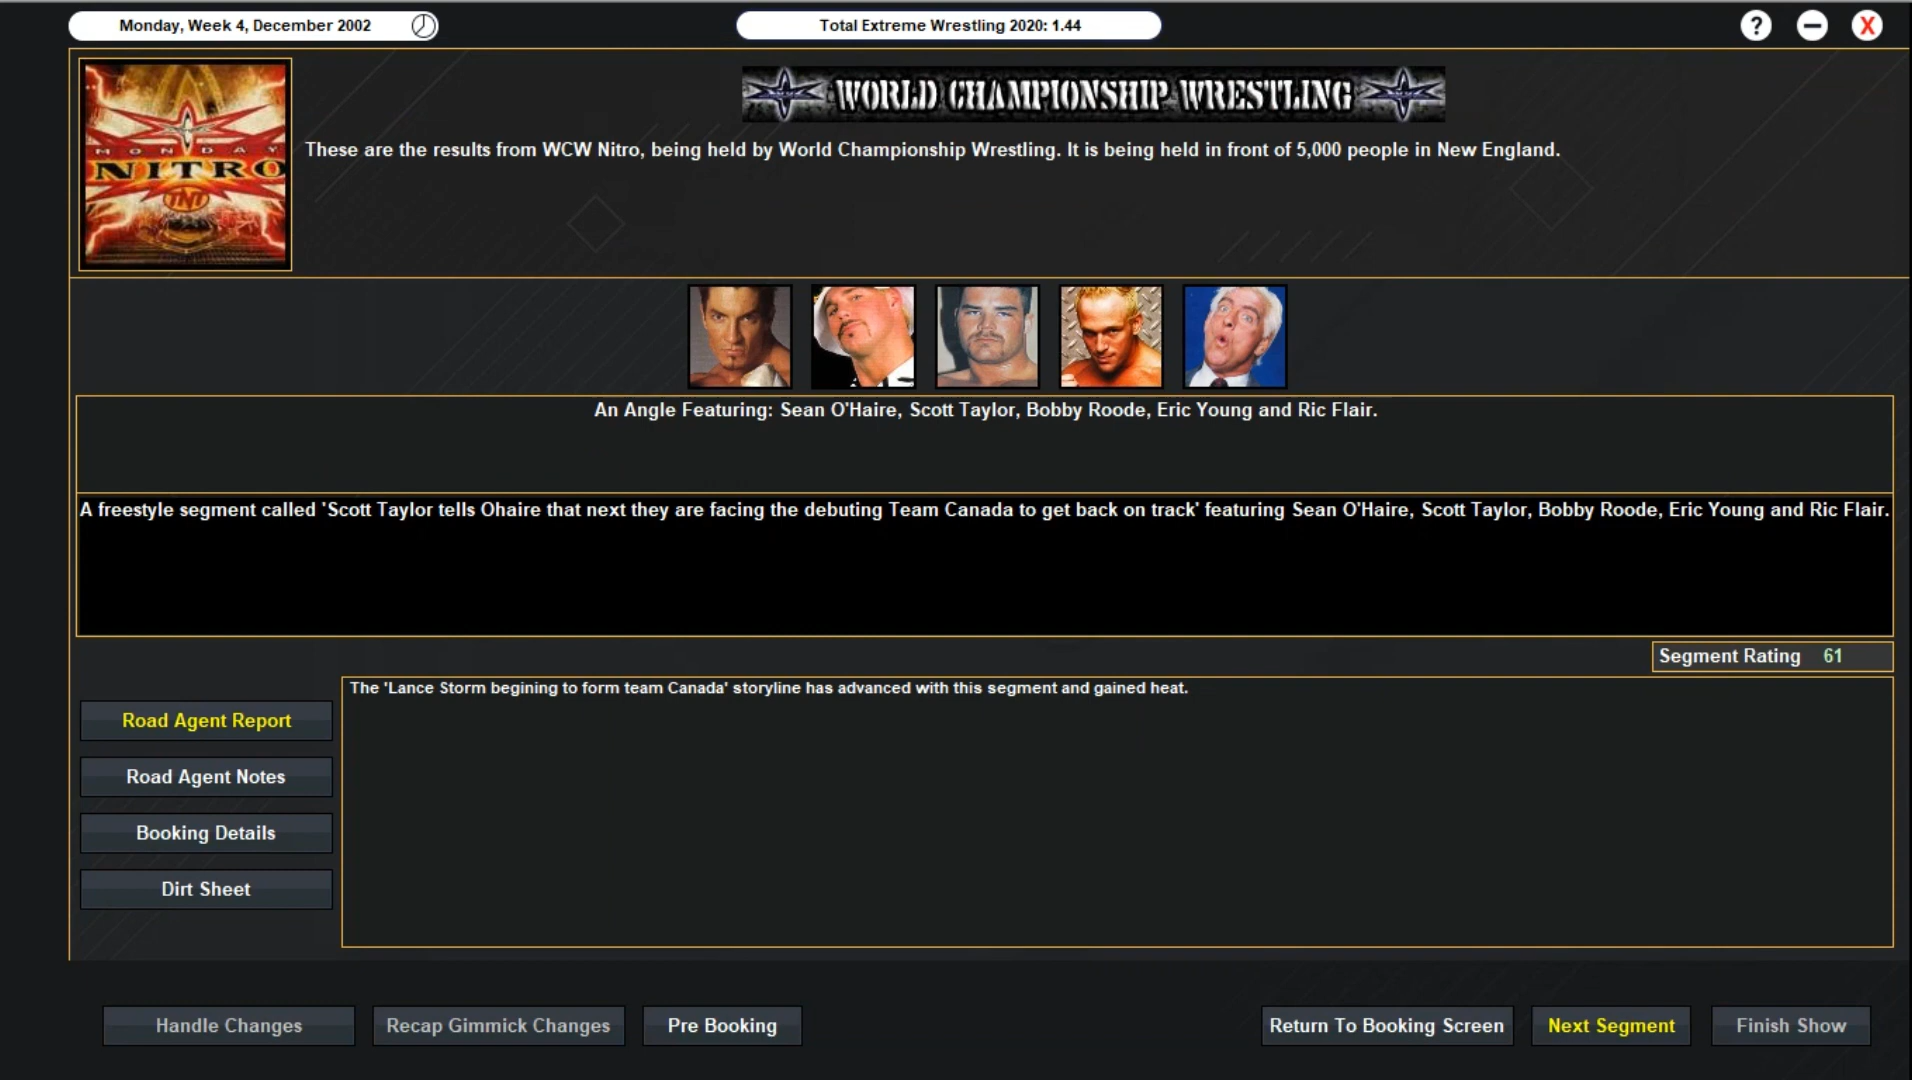 Monday, Week 4, December 2002
Total Extreme Wrestling 2020: 1.44
?
X
WORLD CHAMPIONSHIP WRESTLING
MONDAY
NITRO
TNT
These are the results from WCW Nitro, being held by World Championship Wrestling. It is being held in front of 5,000 people in New England.
An Angle Featuring: Sean O'Haire, Scott Taylor, Bobby Roode, Eric Young and Ric Flair.
A freestyle segment called 'Scott Taylor tells Ohaire that next they are facing the debuting Team Canada to get back on track' featuring Sean O'Haire, Scott Taylor, Bobby Roode, Eric Young and Ric Flair.
Segment Rating 61
The 'Lance Storm begining to form team Canada' storyline has advanced with this segment and gained heat.
Road Agent Report
Road Agent Notes
Booking Details
Dirt Sheet
Handle Changes
Recap Gimmick Changes
Pre Booking
Return To Booking Screen
Next Segment
Finish Show